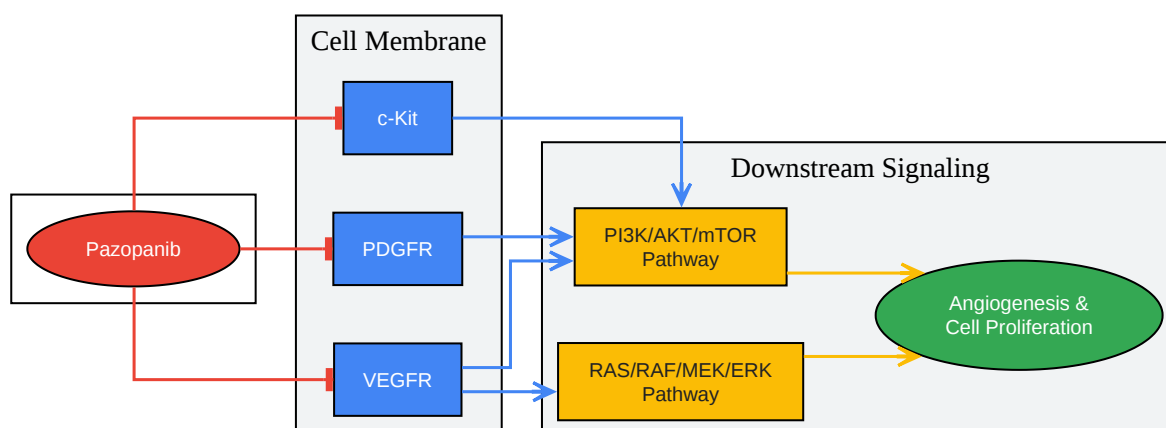 Cell Membrane
c-Kit
Downstream Signaling
Pazopanib
PDGFR
PI3K/AKT/mTOR
Pathway
Angiogenesis &
Cell Proliferation
VEGFR
RAS/RAF/MEK/ERK
Pathway